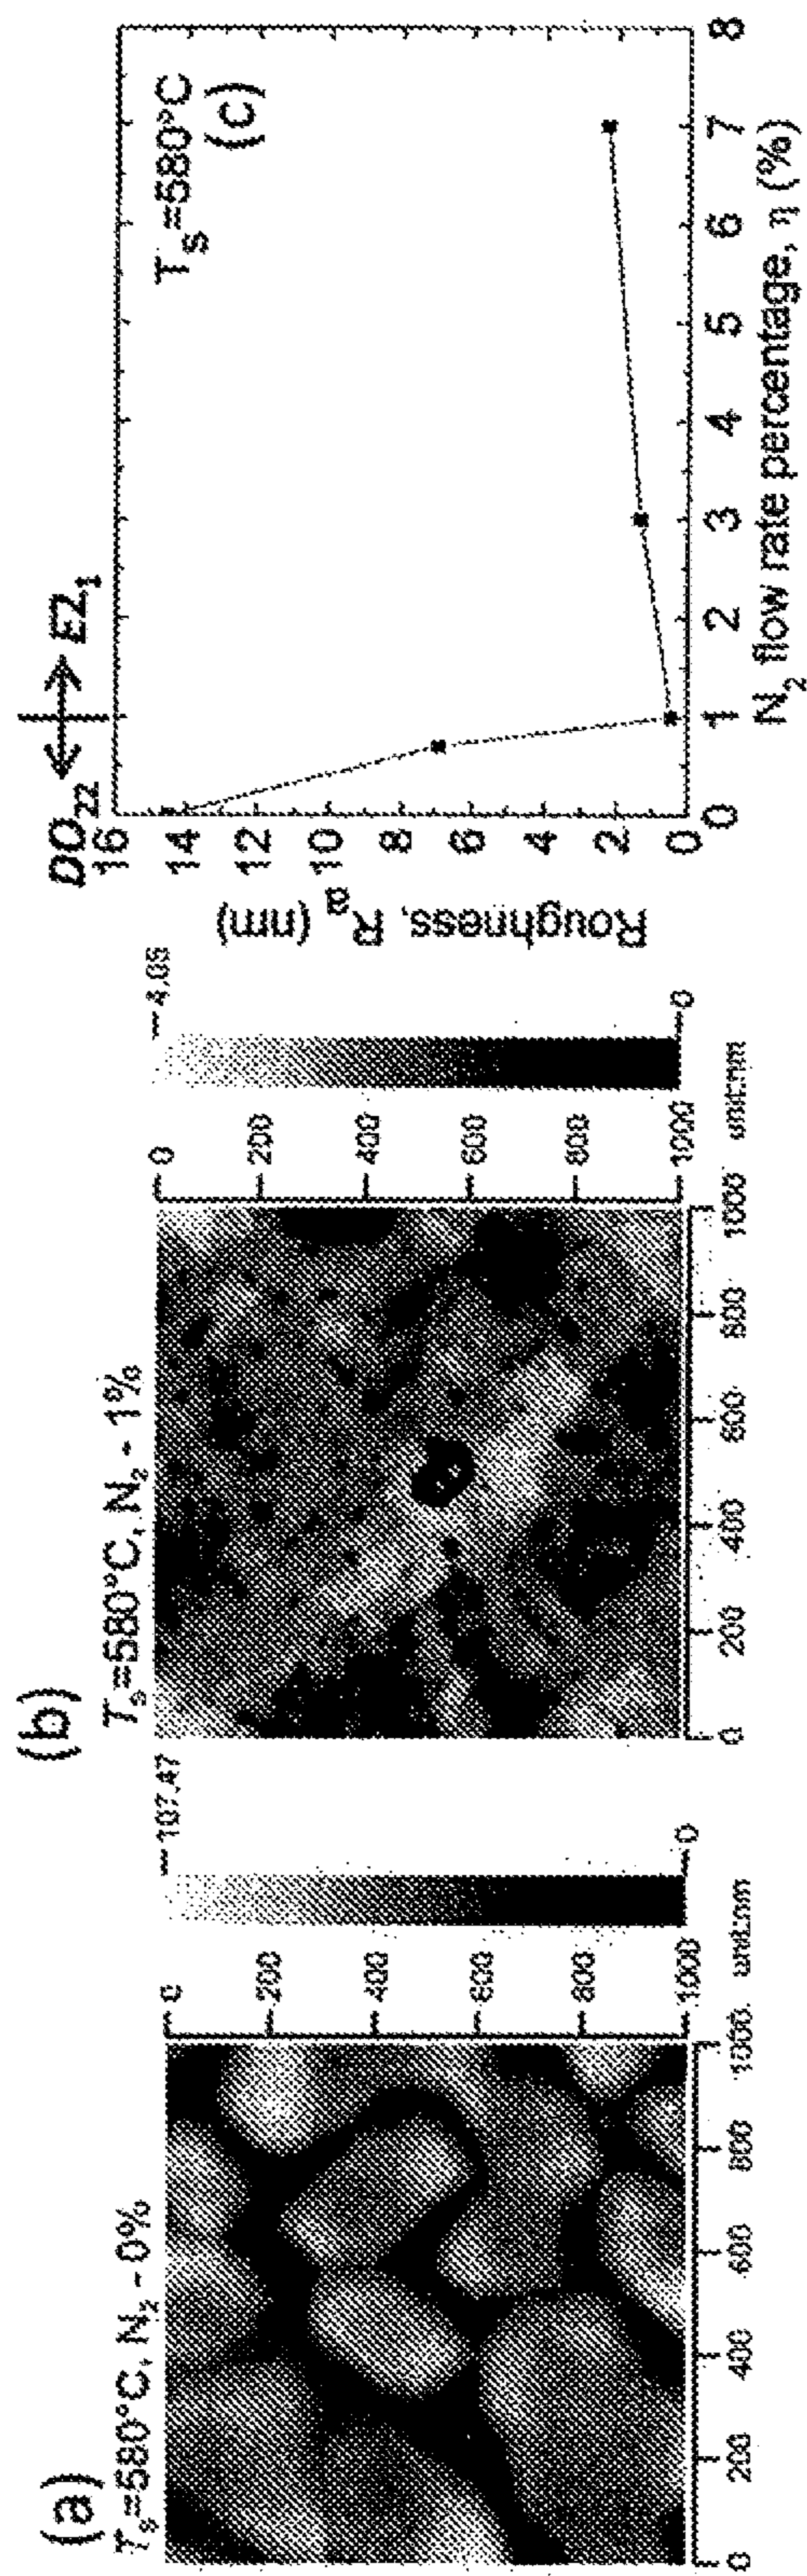 (a)
Tₛ=580°C, N₂ - 0%
107.47
0
0
200
400
600
800
1000
0 200 400 600 800 1000 unit:nm
(b)
Tₛ=580°C, N₂ - 1%
4.08
0
0
200
400
600
800
1000
0 200 400 600 800 1000 unit:nm
DO₂₂ ↔ E2₁
Tₛ=580°C
(c)
Roughness, Rₐ (nm)
16
14
12
10
8
6
4
2
0
0 1 2 3 4 5 6 7 8
N₂ flow rate percentage, η (%)